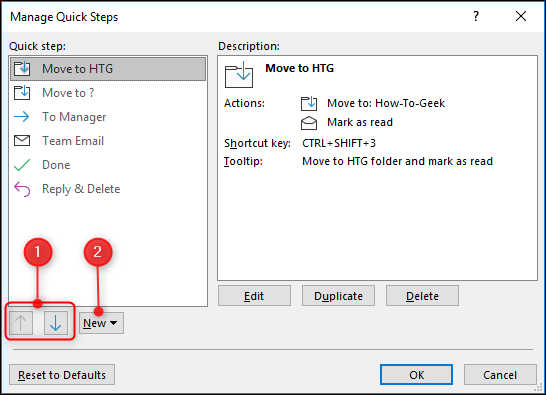 Manage Quick Steps ? ×
Quick step: Description:
Move to HTG
Move to ?
To Manager
Team Email
Done
Reply & Delete
Move to HTG
Actions: Move to: How-To-Geek
Mark as read
Shortcut key: CTRL+SHIFT+3
Tooltip: Move to HTG folder and mark as read
1 2
New
Edit Duplicate Delete
Reset to Defaults OK Cancel